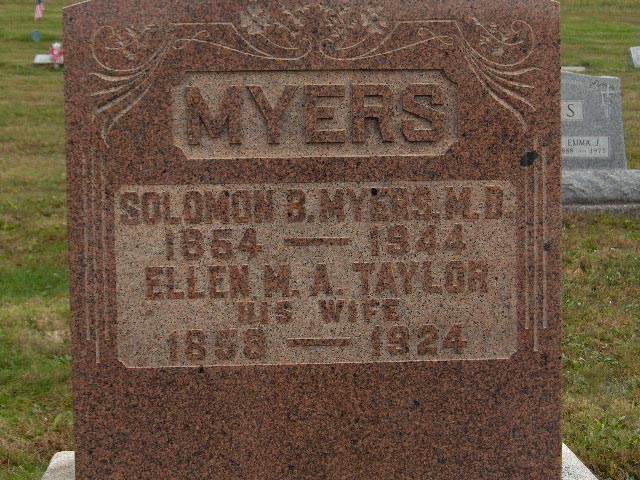 MYERS
SOLOMON B. MYERS, M.D.
1854 — 1944
ELLEN M. A. TAYLOR
HIS WIFE
1858 — 1924
S
EMMA J.